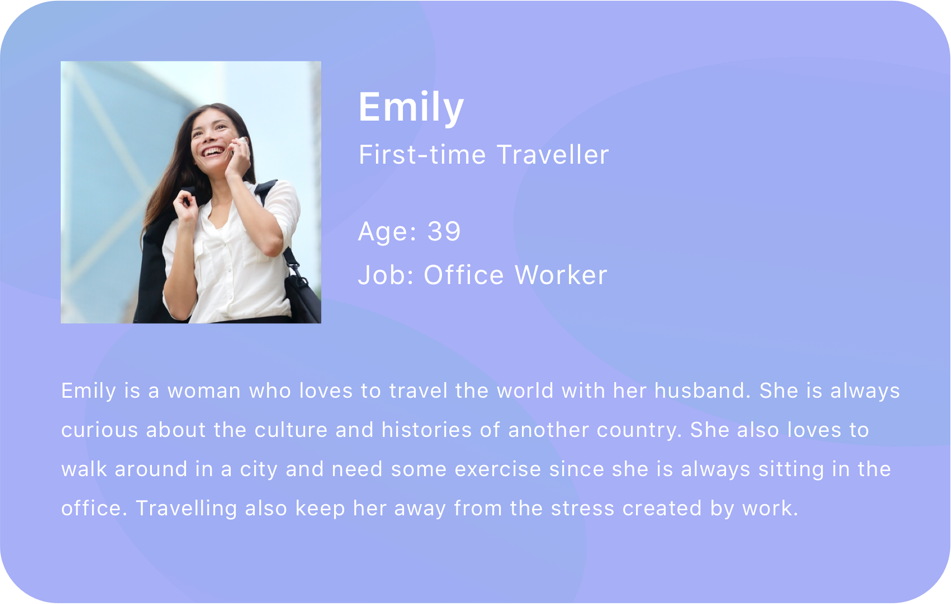 Emily
First-time Traveller
Age: 39
Job: Office Worker
Emily is a woman who loves to travel the world with her husband. She is always
curious about the culture and histories of another country. She also loves to
walk around in a city and need some exercise since she is always sitting in the
office. Travelling also keep her away from the stress created by work.